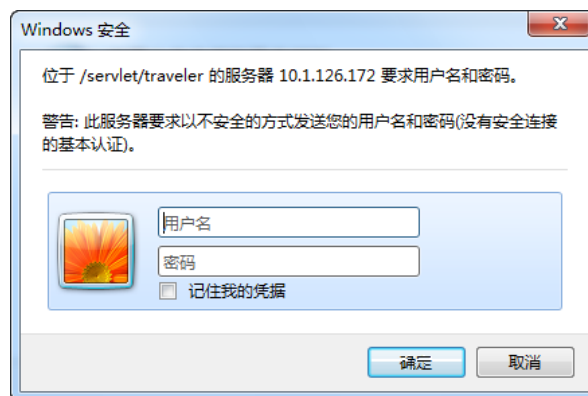 Windows 安全
位于 /servlet/traveler 的服务器 10.1.126.172 要求用户名和密码。
警告: 此服务器要求以不安全的方式发送您的用户名和密码(没有安全连接
的基本认证)。
用户名
密码
记住我的凭据
确定
取消